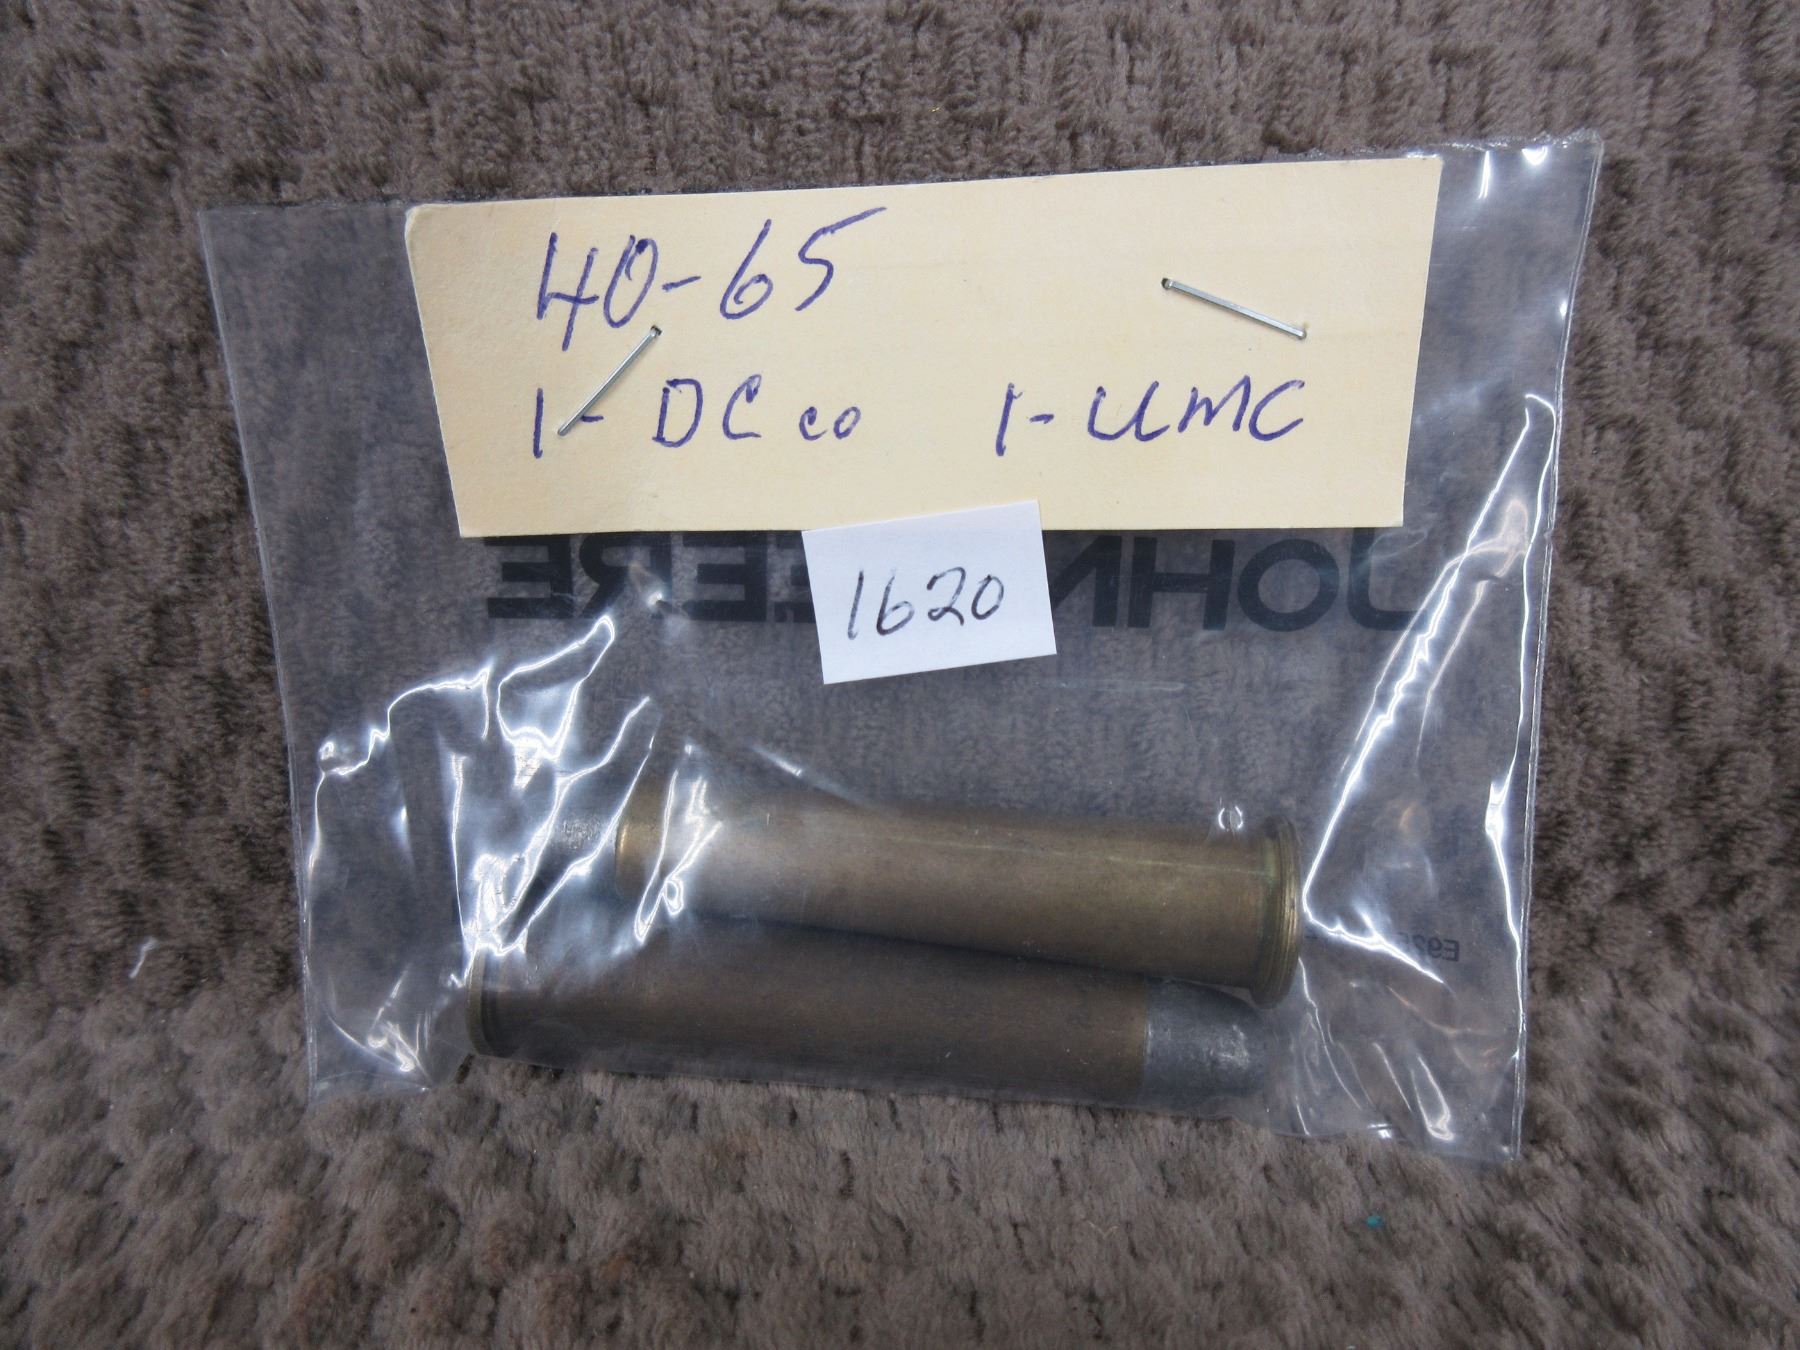 40-65
1- DC co 1-UMC
1620
JOHN DEERE